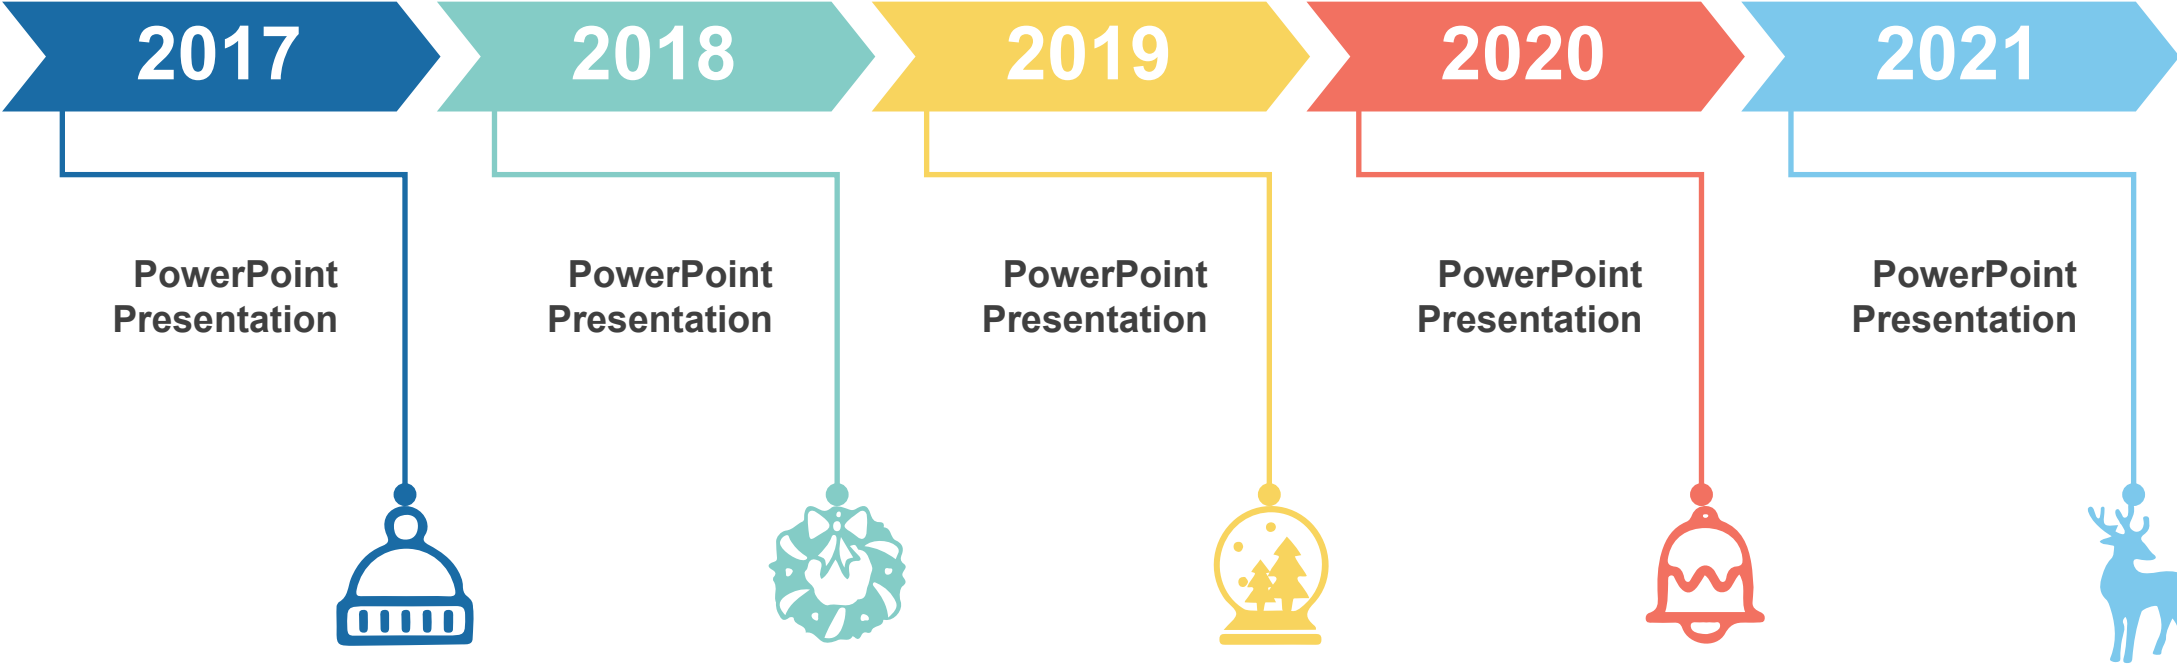 2017
2018
2019
2020
2021
PowerPoint
Presentation
PowerPoint
Presentation
PowerPoint
Presentation
PowerPoint
Presentation
PowerPoint
Presentation